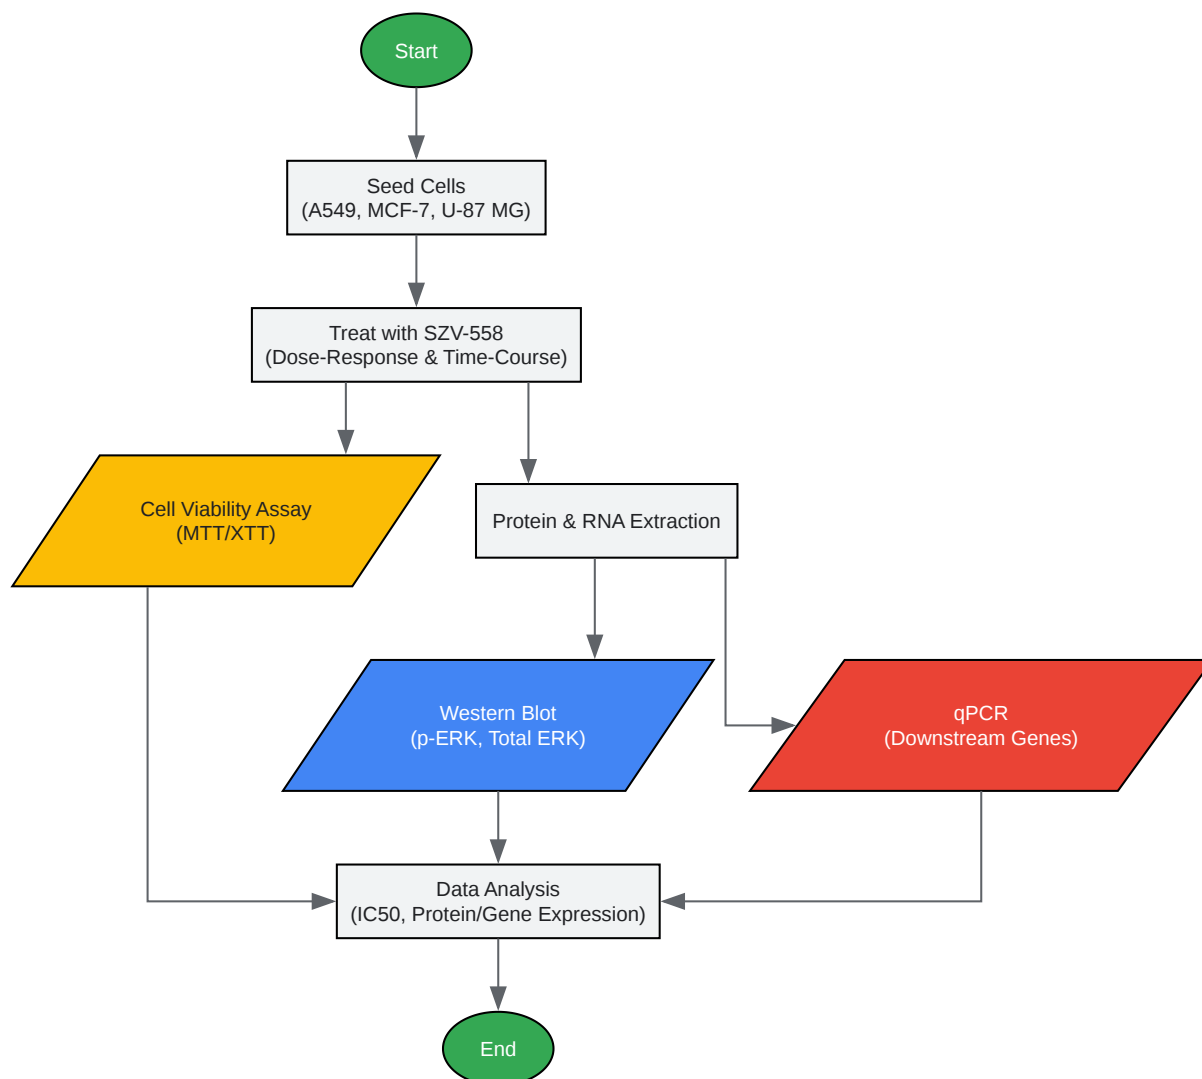 Start
Seed Cells
(A549, MCF-7, U-87 MG)
Treat with SZV-558
(Dose-Response & Time-Course)
Cell Viability Assay
(MTT/XTT)
Protein & RNA Extraction
Western Blot
(p-ERK, Total ERK)
qPCR
(Downstream Genes)
Data Analysis
(IC50, Protein/Gene Expression)
End